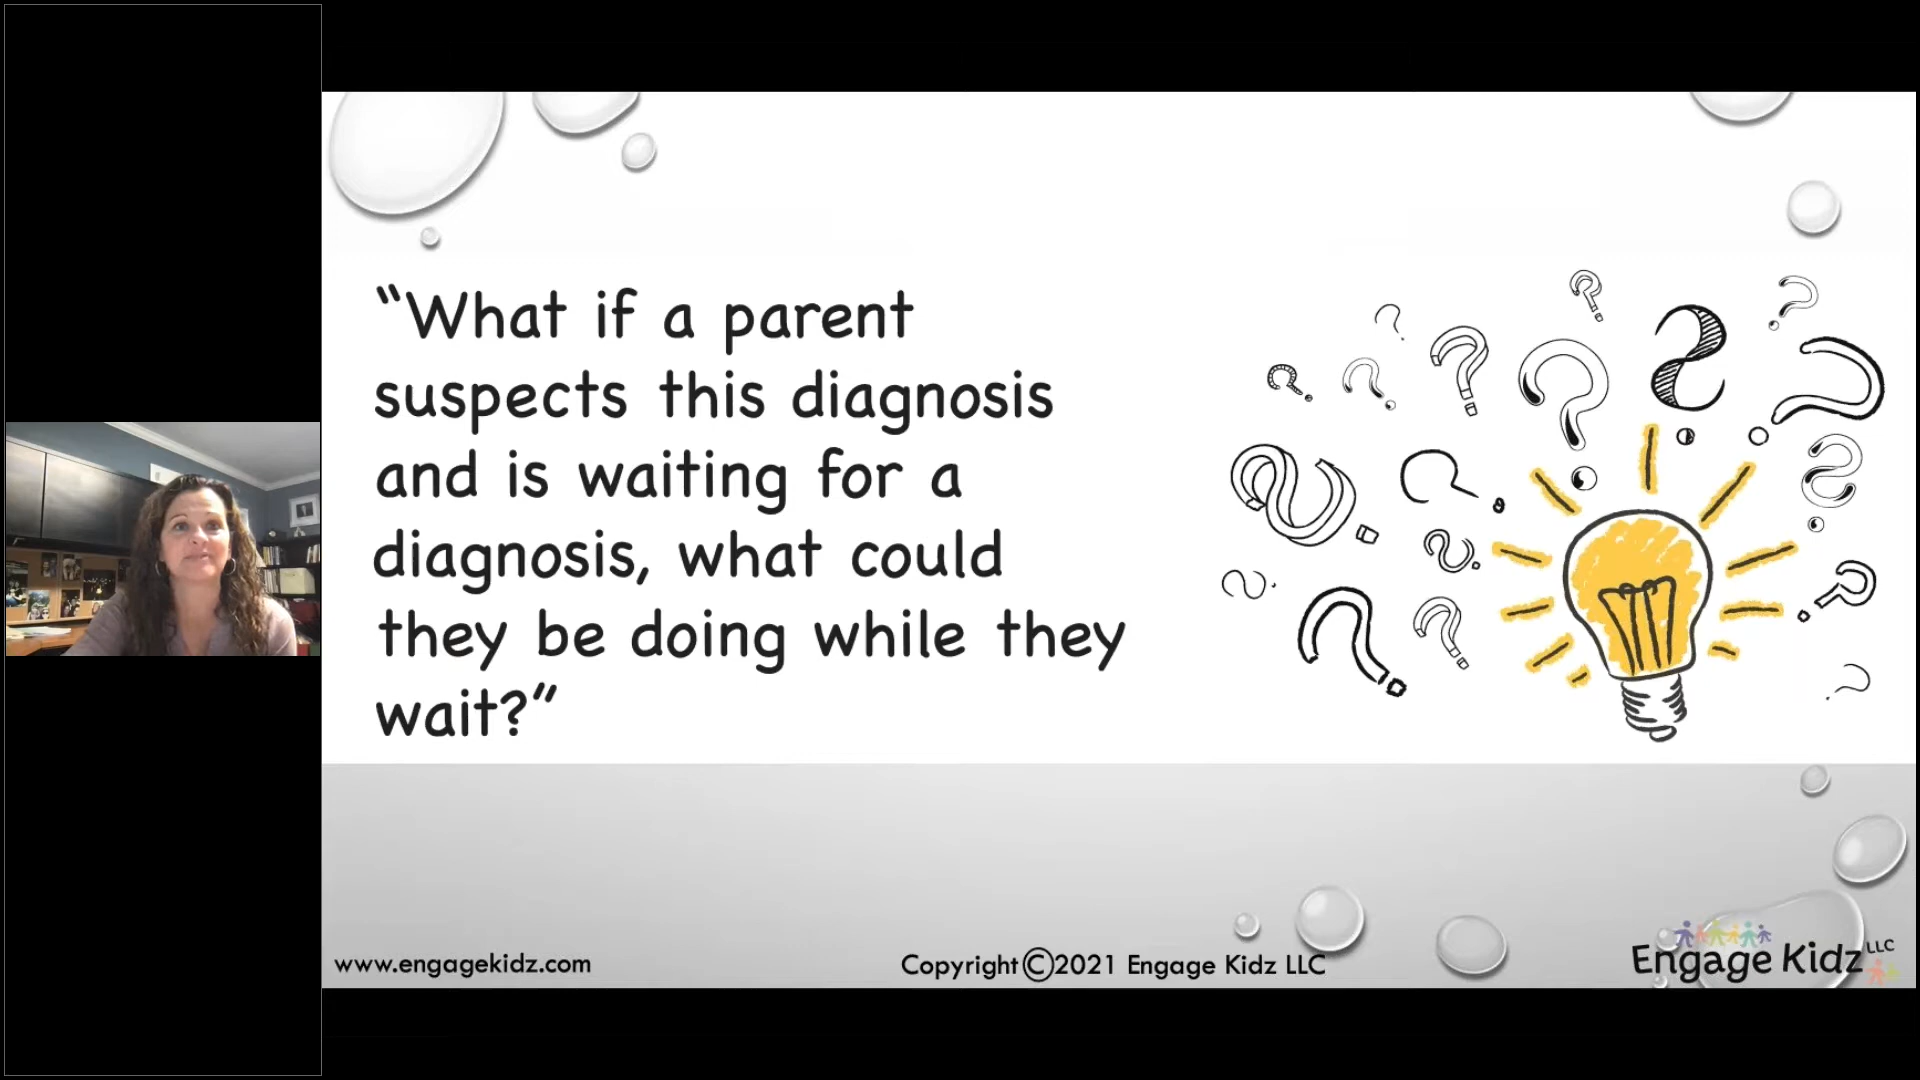 “What if a parent
suspects this diagnosis
and is waiting for a
diagnosis, what could
they be doing while they
wait?”
www.engagekidz.com
Copyright©2021 Engage Kidz LLC
Engage Kidz LLC